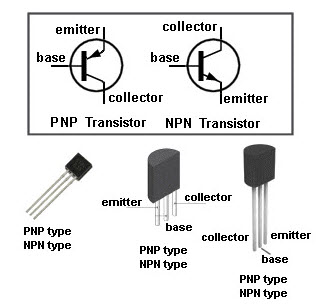 emitter
collector
base
base
collector
emitter
PNP Transistor
NPN Transistor
emitter
collector
base
collector
emitter
base
PNP type
NPN type
PNP type
NPN type
PNP type
NPN type